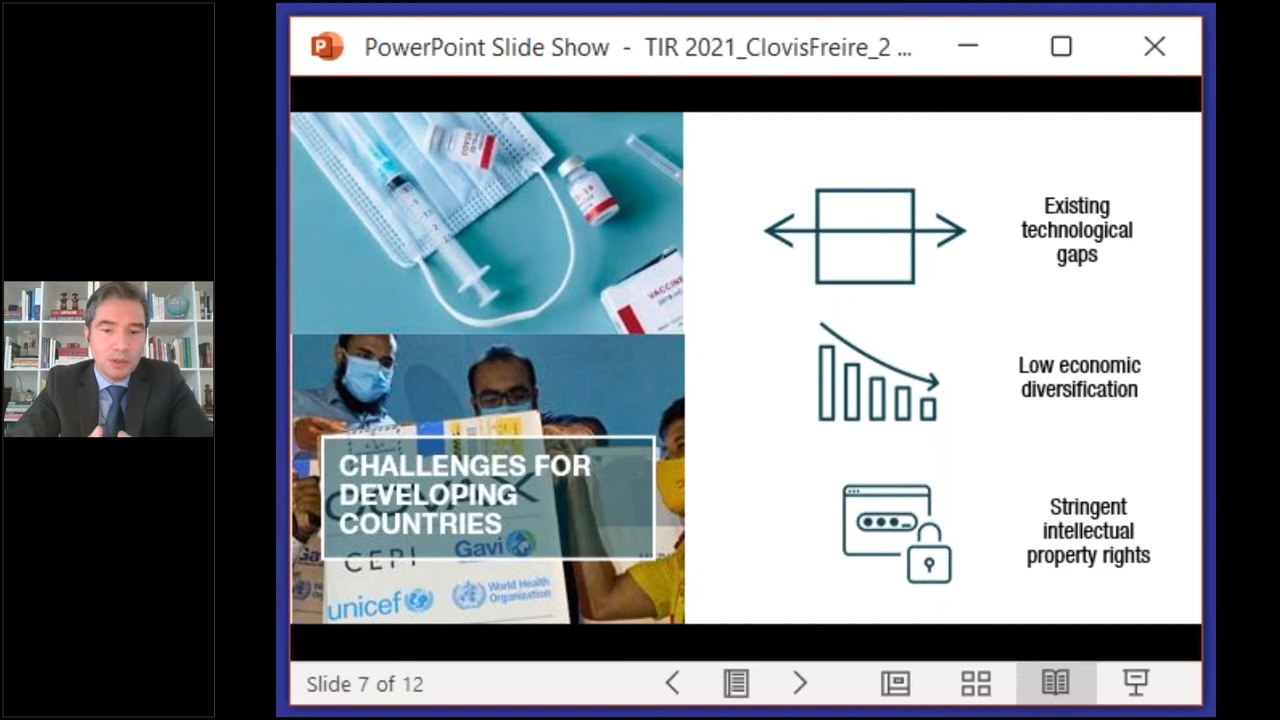 PowerPoint Slide Show - TIR 2021_ClovisFreire_2 ...
VACCINE
Existing
technological
gaps
Low economic
diversification
CHALLENGES FOR
DEVELOPING
COUNTRIES
COVAX
CEPI
Gavi
unicef
World Health
Organization
Stringent
intellectual
property rights
Slide 7 of 12